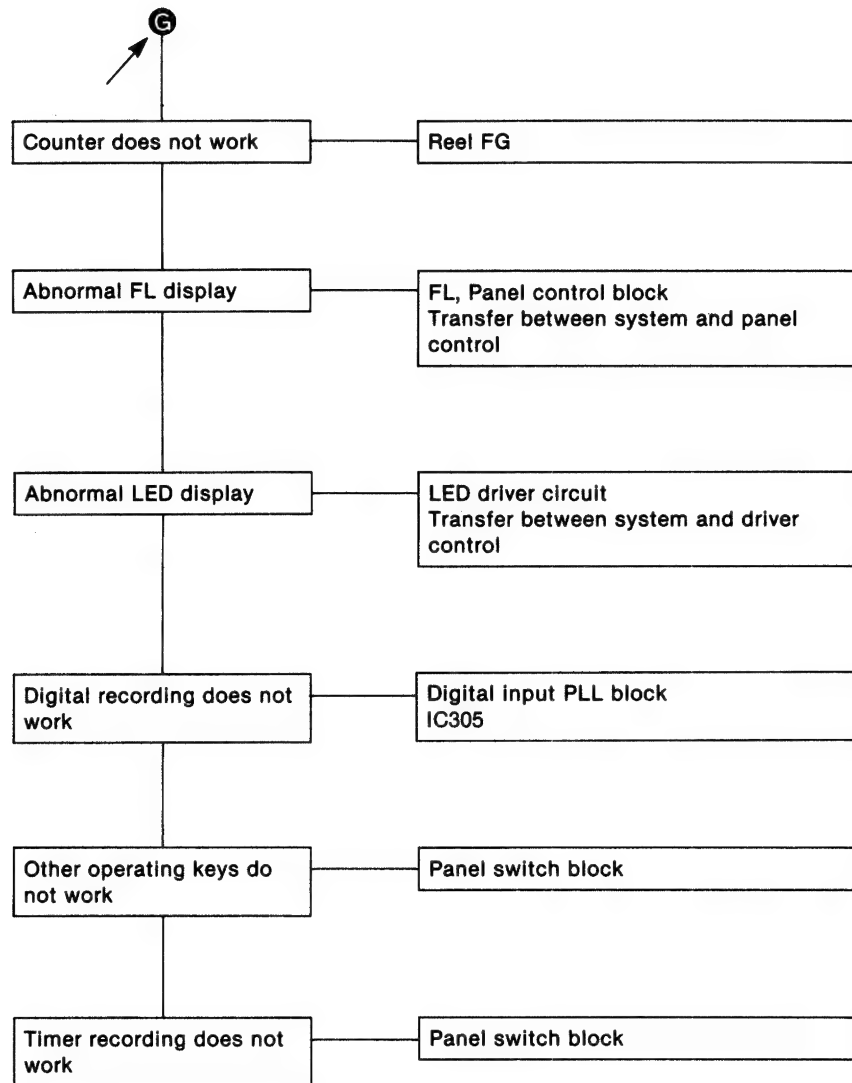 G
Counter does not work
Reel FG
Abnormal FL display
FL, Panel control block
Transfer between system and panel
control
Abnormal LED display
LED driver circuit
Transfer between system and driver
control
Digital recording does not
work
Digital input PLL block
IC305
Other operating keys do
not work
Panel switch block
Timer recording does not
work
Panel switch block